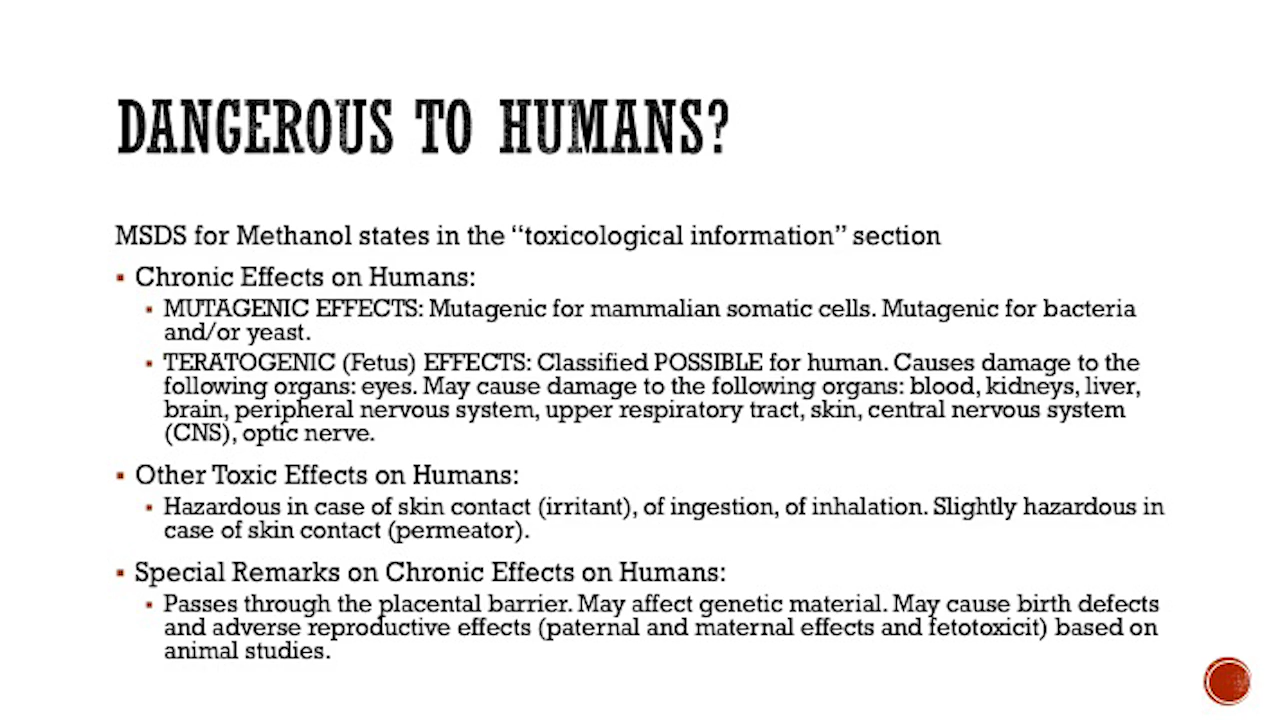 DANGEROUS TO HUMANS?
MSDS for Methanol states in the “toxicological information” section
▪ Chronic Effects on Humans:
▪ MUTAGENIC EFFECTS: Mutagenic for mammalian somatic cells. Mutagenic for bacteria
and/or yeast.
▪ TERATOGENIC (Fetus) EFFECTS: Classified POSSIBLE for human. Causes damage to the
following organs: eyes. May cause damage to the following organs: blood, kidneys, liver,
brain, peripheral nervous system, upper respiratory tract, skin, central nervous system
(CNS), optic nerve.
▪ Other Toxic Effects on Humans:
▪ Hazardous in case of skin contact (irritant), of ingestion, of inhalation. Slightly hazardous in
case of skin contact (permeator).
▪ Special Remarks on Chronic Effects on Humans:
▪ Passes through the placental barrier. May affect genetic material. May cause birth defects
and adverse reproductive effects (paternal and maternal effects and fetotoxicit) based on
animal studies.